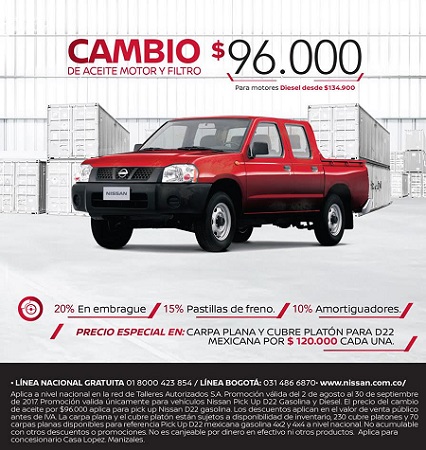 CAMBIO
DE ACEITE MOTOR Y FILTRO
$96.000
Para motores Diesel desde $134.900
NISSAN
20% En embrague / 15% Pastillas de freno. / 10% Amortiguadores.
PRECIO ESPECIAL EN: CARPA PLANA Y CUBRE PLATÓN PARA D22
MEXICANA POR $ 120.000 CADA UNA.
• LÍNEA NACIONAL GRATUITA 01 8000 423 854 / LÍNEA BOGOTÁ: 031 486 6870• www.nissan.com.co/
Aplica a nivel nacional en la red de Talleres Autorizados S.A. Promoción válida del 2 de agosto al 30 de septiembre
de 2017. Promoción valida únicamente para vehículos Nissan Pick Up D22 Gasolina y Diesel. El precio del cambio
de aceite por $96.000 aplica para pick up Nissan D22 gasolina. Los descuentos aplican en el valor de venta público
antes de IVA. La carpa plana y el cubre platón están sujetos a disponibilidad de inventario, 230 cubre platones y 70
carpas planas disponibles para referencia Pick Up D22 mexicana gasolina 4x2 y 4x4 a nivel nacional. No acumulable
con otros descuentos o promociones. No es canjeable por dinero en efectivo ni otros productos. Aplica para
concesionario Casa Lopez. Manizales.